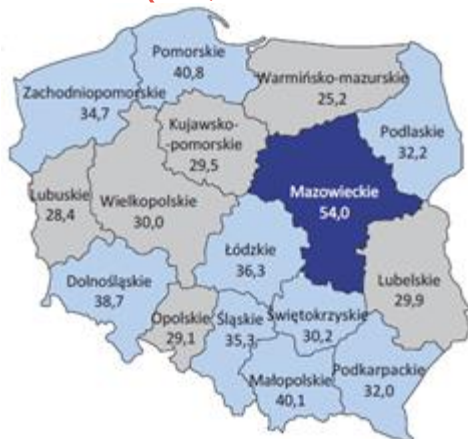 Pomorskie
40,8
Warmińsko-mazurskie
25,2
Zachodniopomorskie
34,7
Kujawsko-
-pomorskie
29,5
Podlaskie
32,2
Mazowieckie
54,0
Lubuskie
28,4
Wielkopolskie
30,0
Łódzkie
36,3
Lubelskie
29,9
Dolnośląskie
38,7
Opolskie
29,1
Śląskie
35,3
Świętokrzyskie
30,2
Małopolskie
40,1
Podkarpackie
32,0